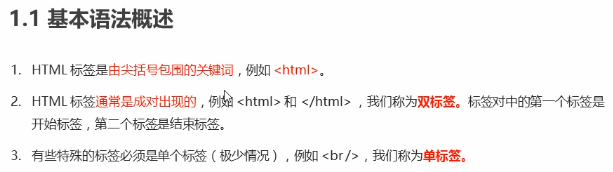 1.1 基本语法概述
1. HTML 标签是由尖括号包围的关键词，例如 <html>。
2. HTML 标签通常是成对出现的，例如 <html> 和 </html> ，我们称为双标签。标签对中的第一个标签是
开始标签，第二个标签是结束标签。
3. 有些特殊的标签必须是单个标签（极少情况），例如 <br />，我们称为单标签。